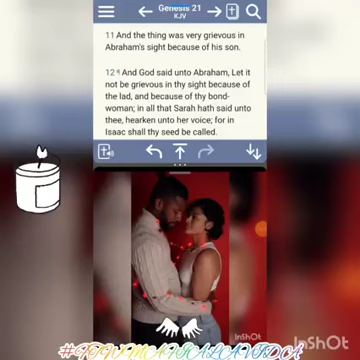 Genesis 21
KJV
11 And the thing was very grievous in
Abraham's sight because of his son.
12 And God said unto Abraham, Let it
not be grievous in thy sight because of
the lad, and because of thy bond-
woman; in all that Sarah hath said unto
thee, hearken unto her voice; for in
Isaac shall thy seed be called.
InShOt
InShOt